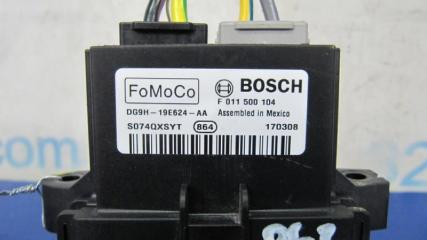 FoMoCo
BOSCH
F 011 500 104
DG9H-19E624-AA Assembled in Mexico
S074QXSYT 864 170308